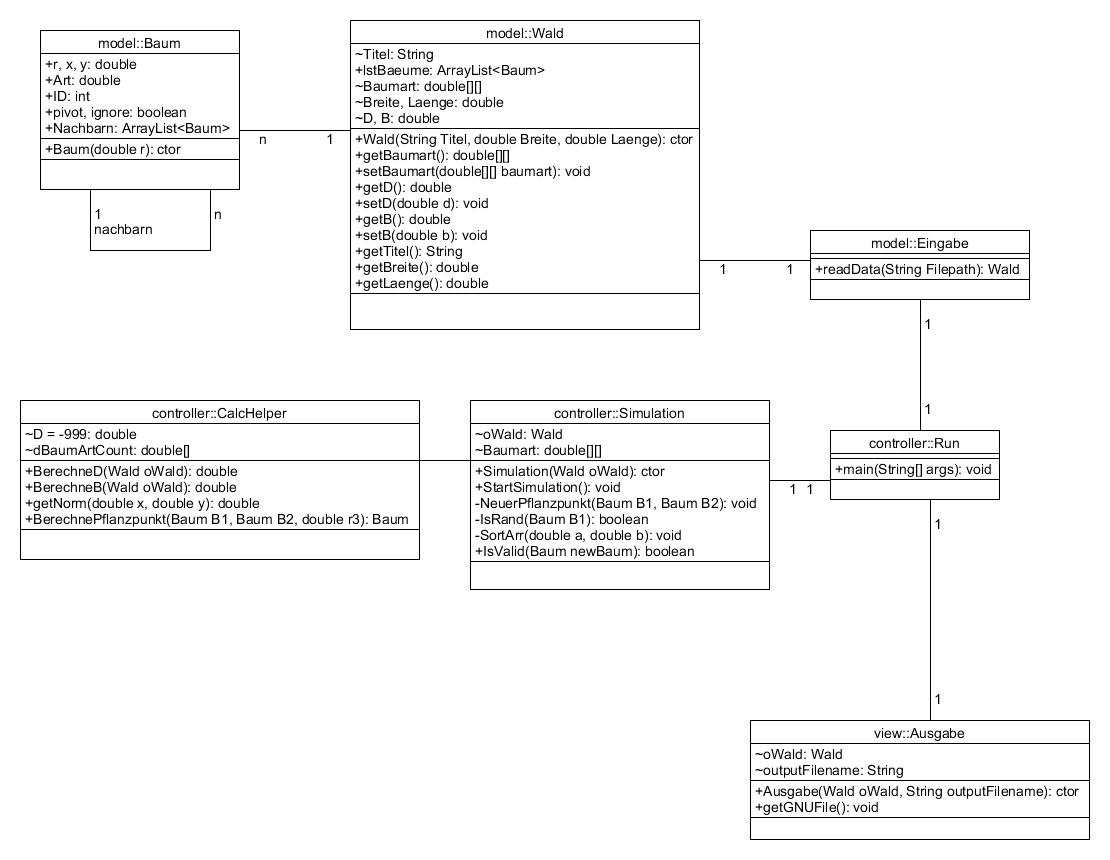 model::Baum
+r, x, y: double
+Art: double
+ID: int
+pivot, ignore: boolean
+Nachbarn: ArrayList<Baum>
+Baum(double r): ctor
1
nachbarn
n
n
1
model::Wald
~Titel: String
+lstBaeume: ArrayList<Baum>
~Baumart: double[][]
~Breite, Laenge: double
~D, B: double
+Wald(String Titel, double Breite, double Laenge): ctor
+getBaumart(): double[][]
+setBaumart(double[][] baumart): void
+getD(): double
+setD(double d): void
+getB(): double
+setB(double b): void
+getTitel(): String
+getBreite(): double
+getLaenge(): double
1
1
model::Eingabe
+readData(String Filepath): Wald
1
1
controller::CalcHelper
~D = -999: double
~dBaumArtCount: double[]
+BerechneD(Wald oWald): double
+BerechneB(Wald oWald): double
+getNorm(double x, double y): double
+BerechnePflanzpunkt(Baum B1, Baum B2, double r3): Baum
controller::Simulation
~oWald: Wald
~Baumart: double[][]
+Simulation(Wald oWald): ctor
+StartSimulation(): void
-NeuerPflanzpunkt(Baum B1, Baum B2): void
-IsRand(Baum B1): boolean
-SortArr(double a, double b): void
+IsValid(Baum newBaum): boolean
1 1
controller::Run
+main(String[] args): void
1
1
view::Ausgabe
~oWald: Wald
~outputFilename: String
+Ausgabe(Wald oWald, String outputFilename): ctor
+getGNUFile(): void